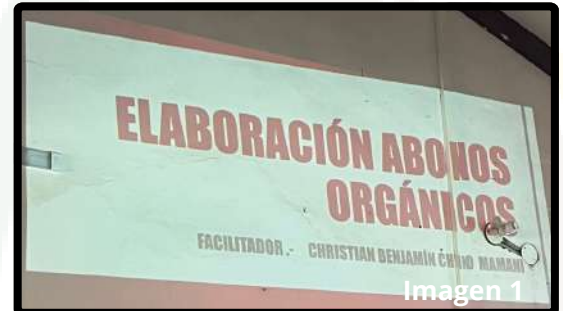 ELABORACIÓN ABONOS
ORGÁNICOS
FACILITADOR.- CHRISTIAN BENJAMÍN MAMANI
Imagen 1